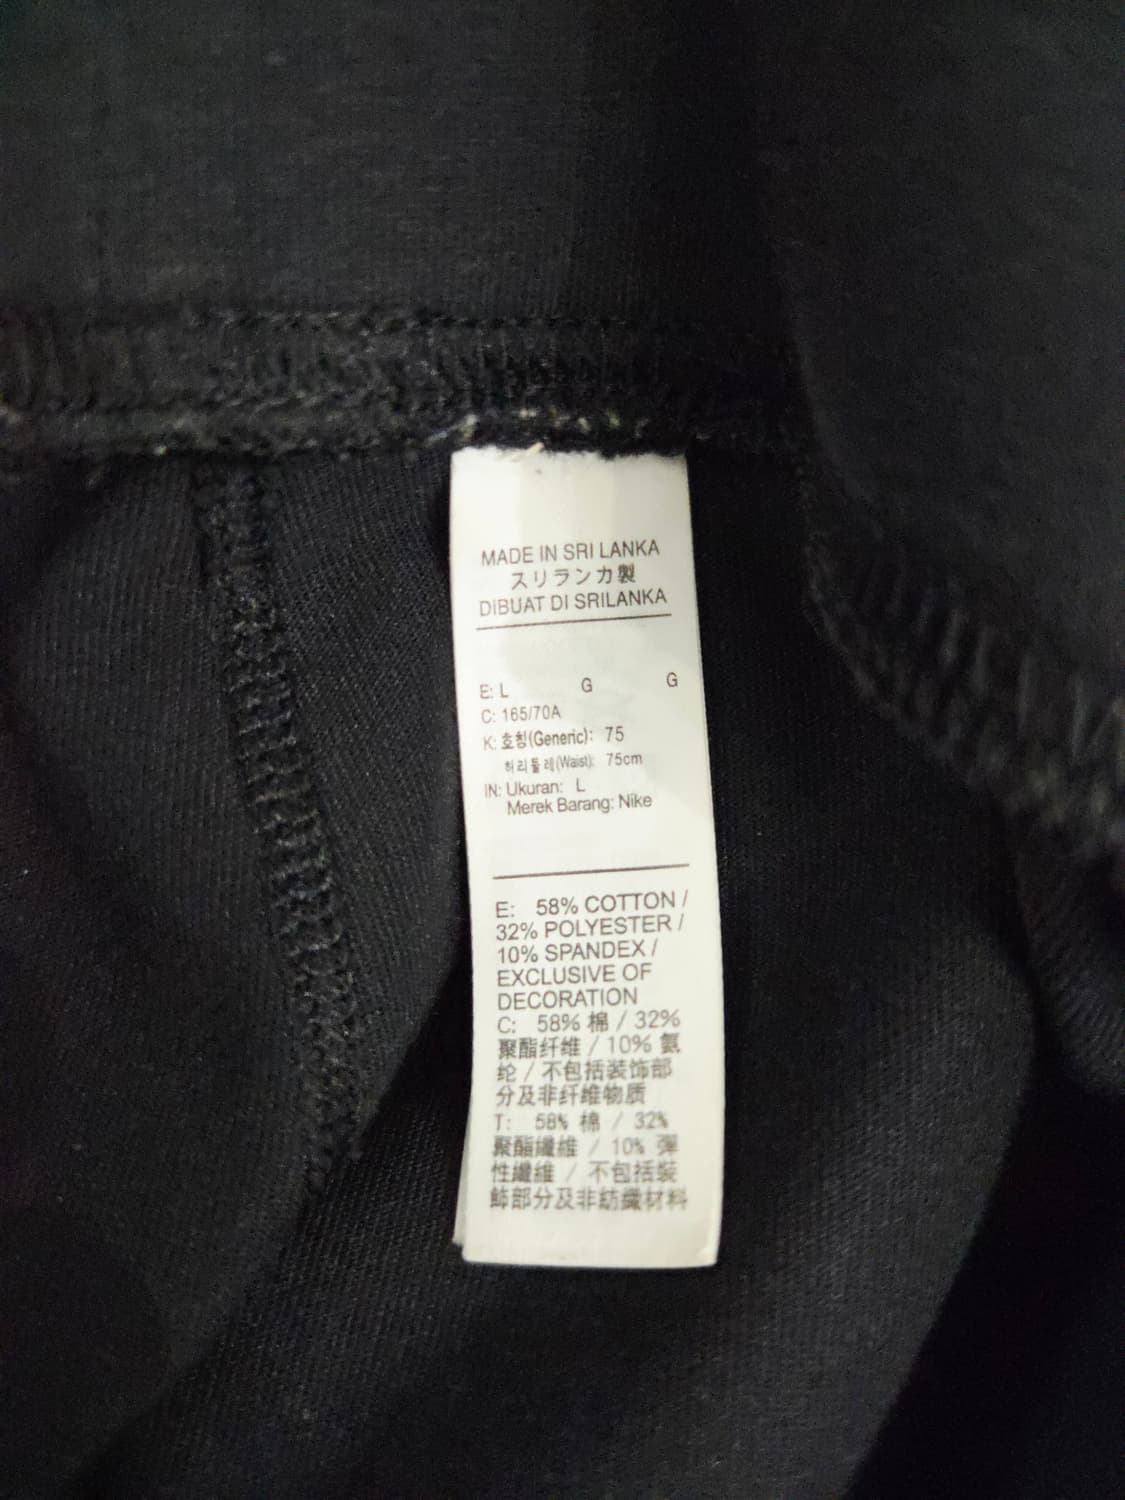 MADE IN SRI LANKA
スリランカ製
DIBUAT DI SRILANKA
E: L G G
C: 165/70A
K: 호칭(Generic): 75
허리둘레(Waist): 75cm
IN: Ukuran: L
Merek Barang: Nike
E: 58% COTTON /
32% POLYESTER /
10% SPANDEX /
EXCLUSIVE OF
DECORATION
C: 58% 棉 / 32%
聚酯纤维 / 10% 氨
纶 / 不包括装饰部
分及非纤维物质
T: 58% 棉 / 32%
聚酯纖維 / 10% 彈
性纖維 / 不包括裝
飾部分及非紡織材料